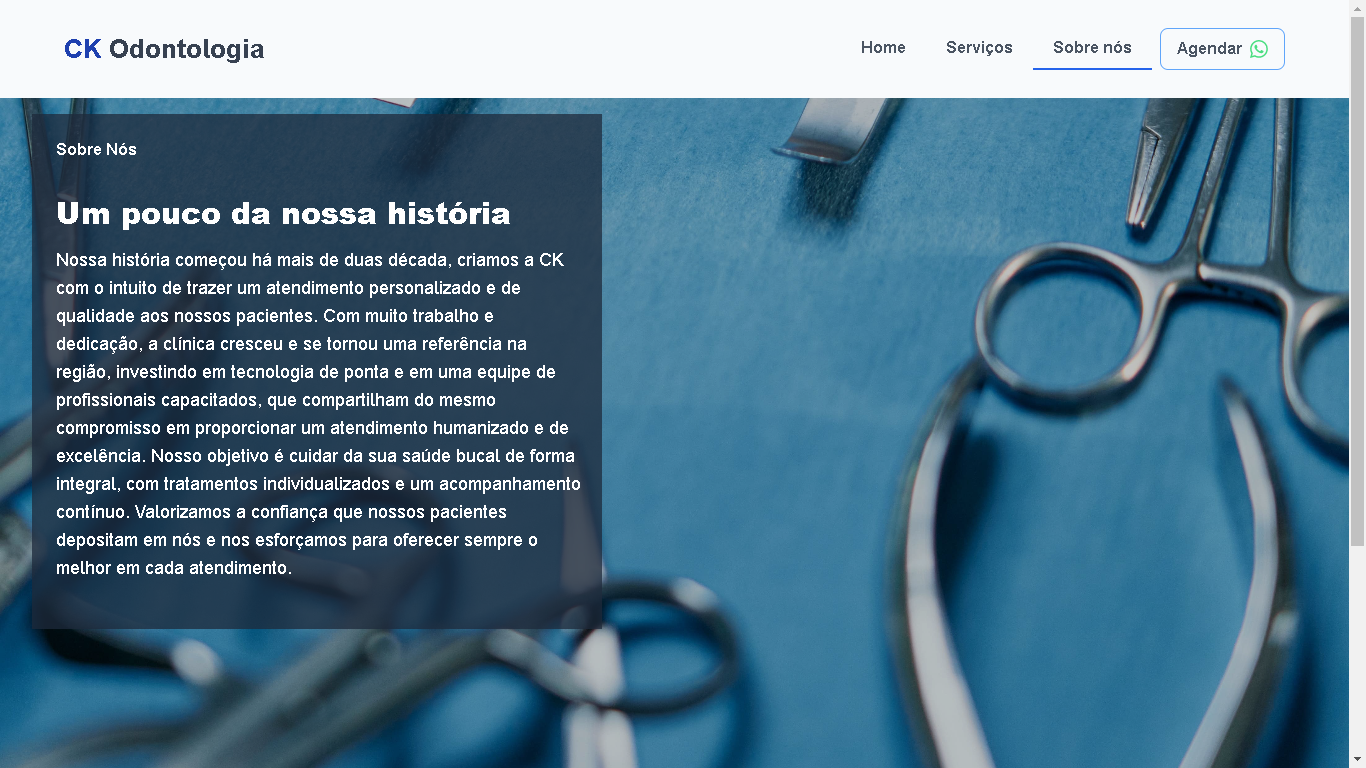 CK Odontologia
Home
Serviços
Sobre nós
Agendar
Sobre Nós
Um pouco da nossa história
Nossa história começou há mais de duas década, criamos a CK
com o intuito de trazer um atendimento personalizado e de
qualidade aos nossos pacientes. Com muito trabalho e
dedicação, a clínica cresceu e se tornou uma referência na
região, investindo em tecnologia de ponta e em uma equipe de
profissionais capacitados, que compartilham do mesmo
compromisso em proporcionar um atendimento humanizado e de
excelência. Nosso objetivo é cuidar da sua saúde bucal de forma
integral, com tratamentos individualizados e um acompanhamento
contínuo. Valorizamos a confiança que nossos pacientes
depositam em nós e nos esforçamos para oferecer sempre o
melhor em cada atendimento.